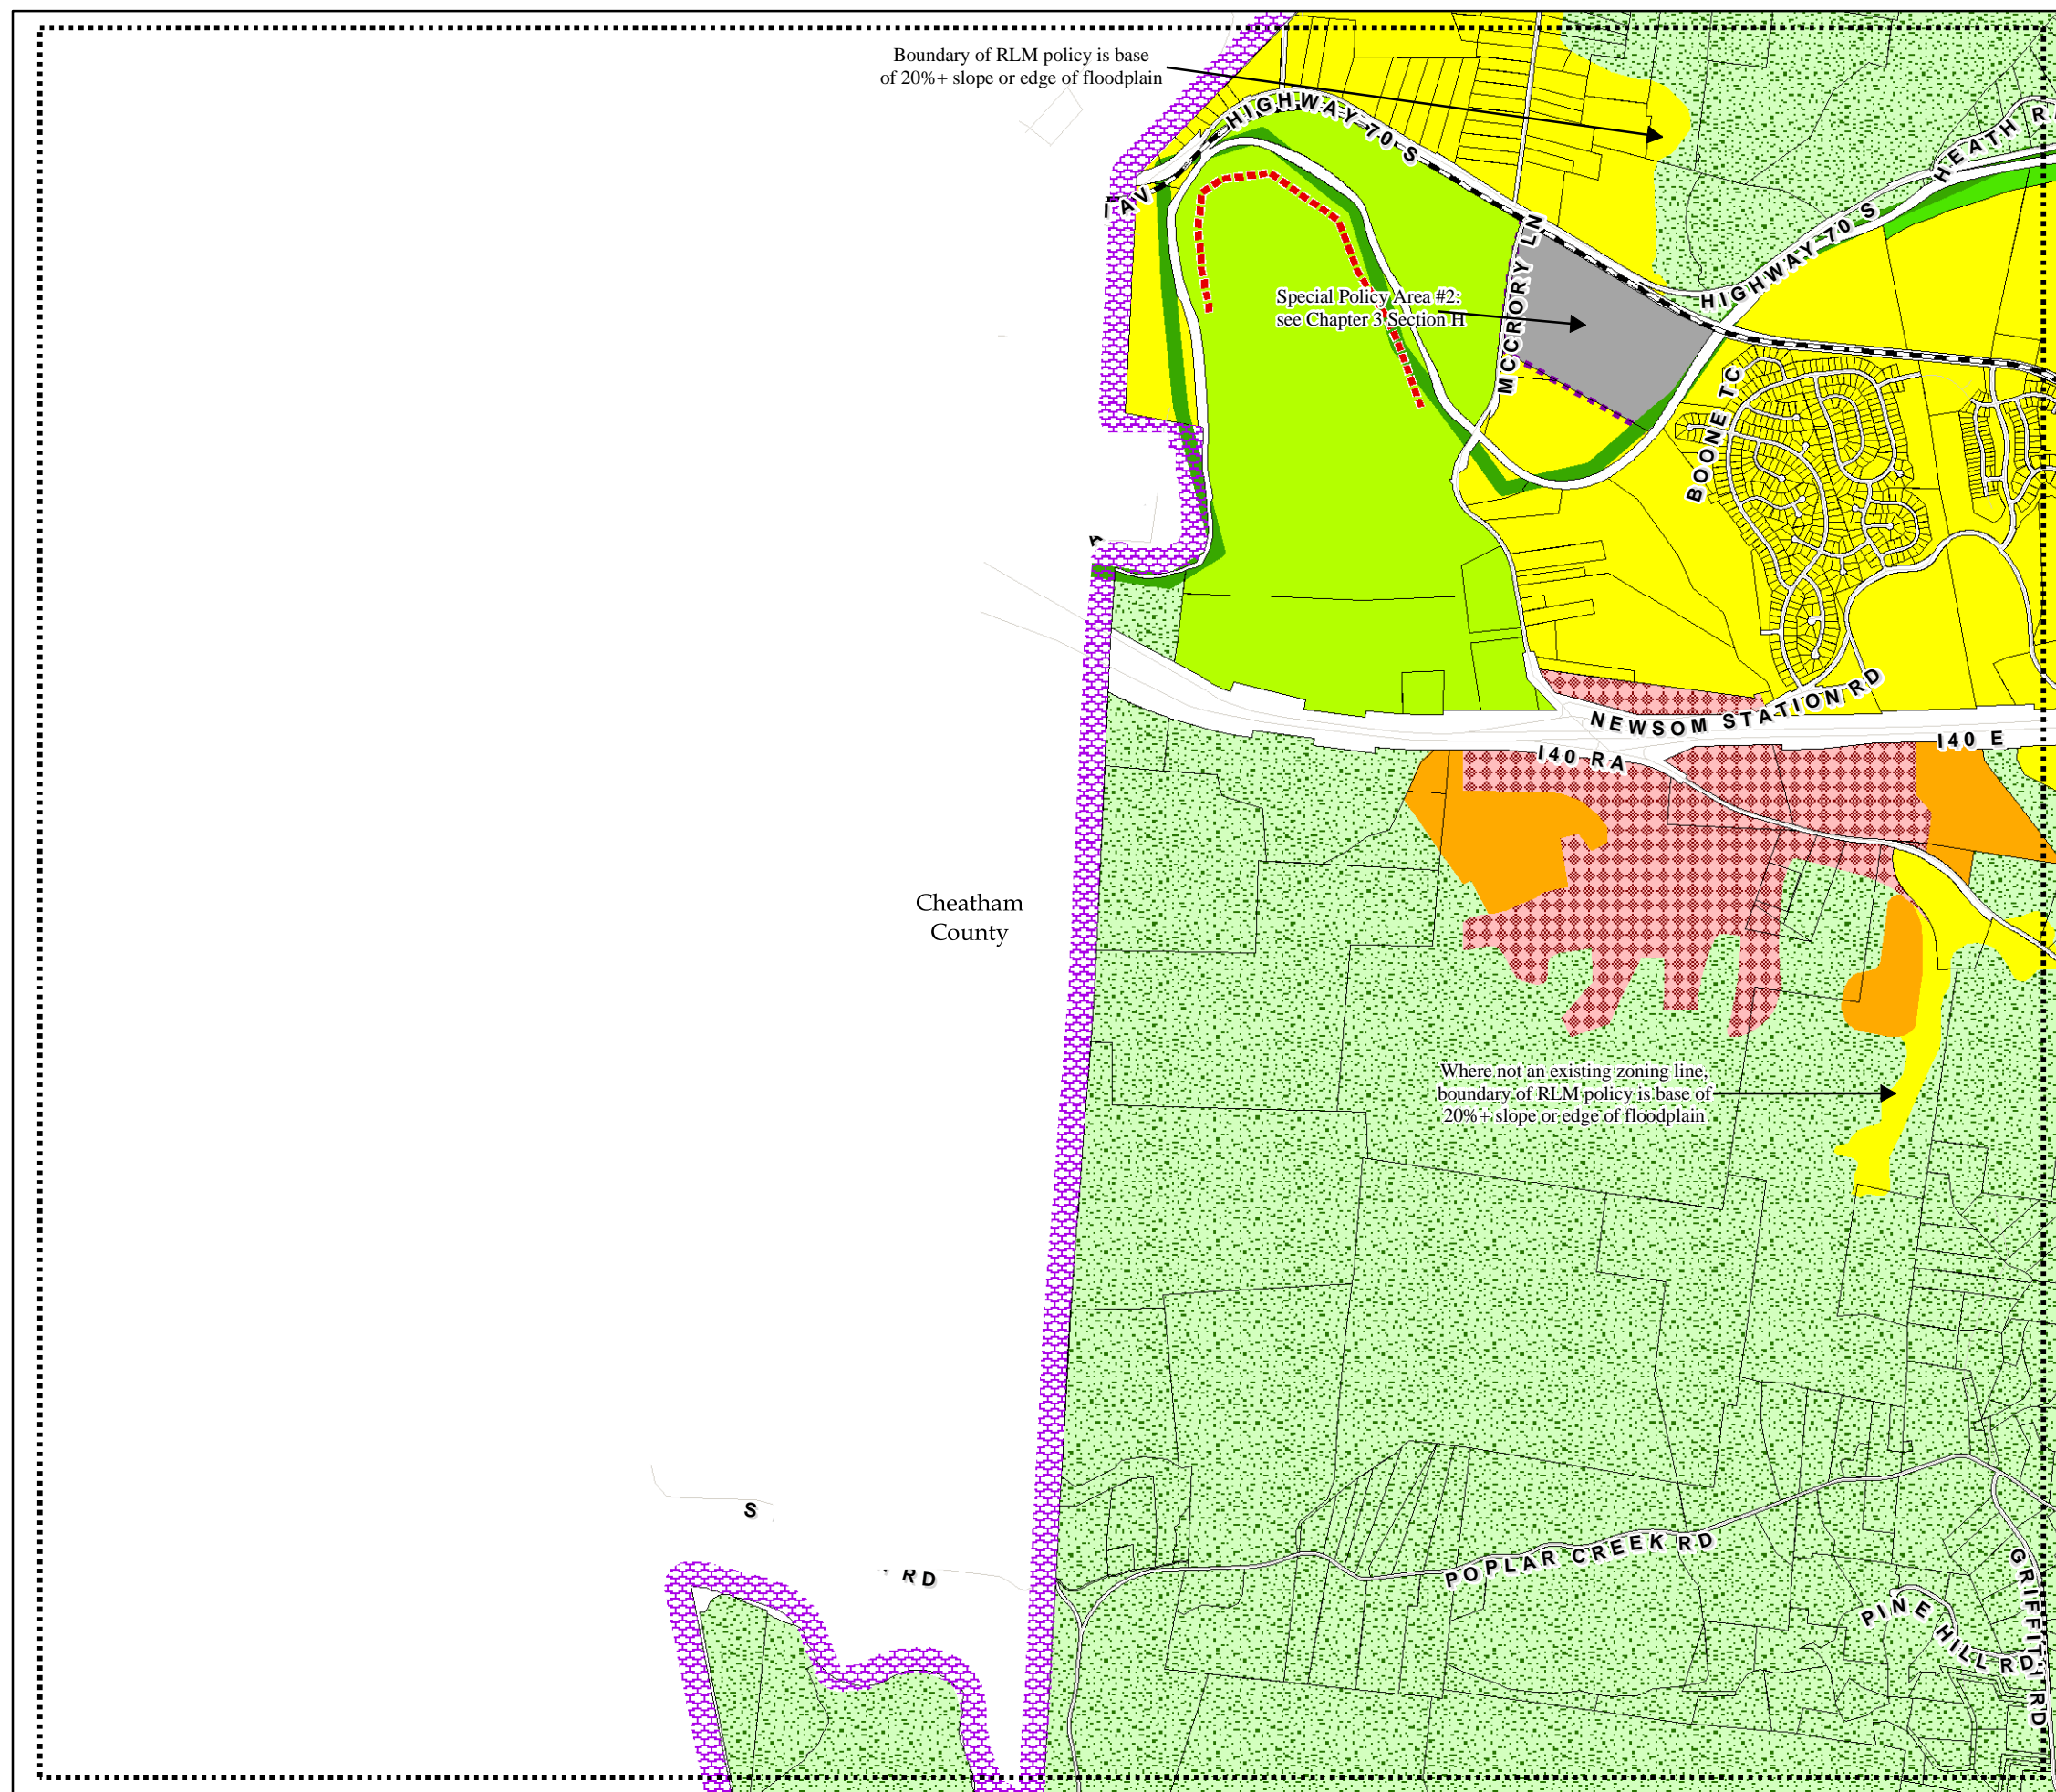 Boundary of RLM policy is base
of 20%+ slope or edge of floodplain
HIGHWAY 70 S
HEATH R
IAV
HIGHWAY 70 S
MCCRORY LN
Special Policy Area #2:
see Chapter 3 Section H
BOONE TC
NEWSOM STATION RD
I40 E
I40 RA
Cheatham
County
Where not an existing zoning line,
boundary of RLM policy is base of
20%+ slope or edge of floodplain
S
RD
POPLAR CREEK RD
GRIFFITH RD
PINE HILL RD